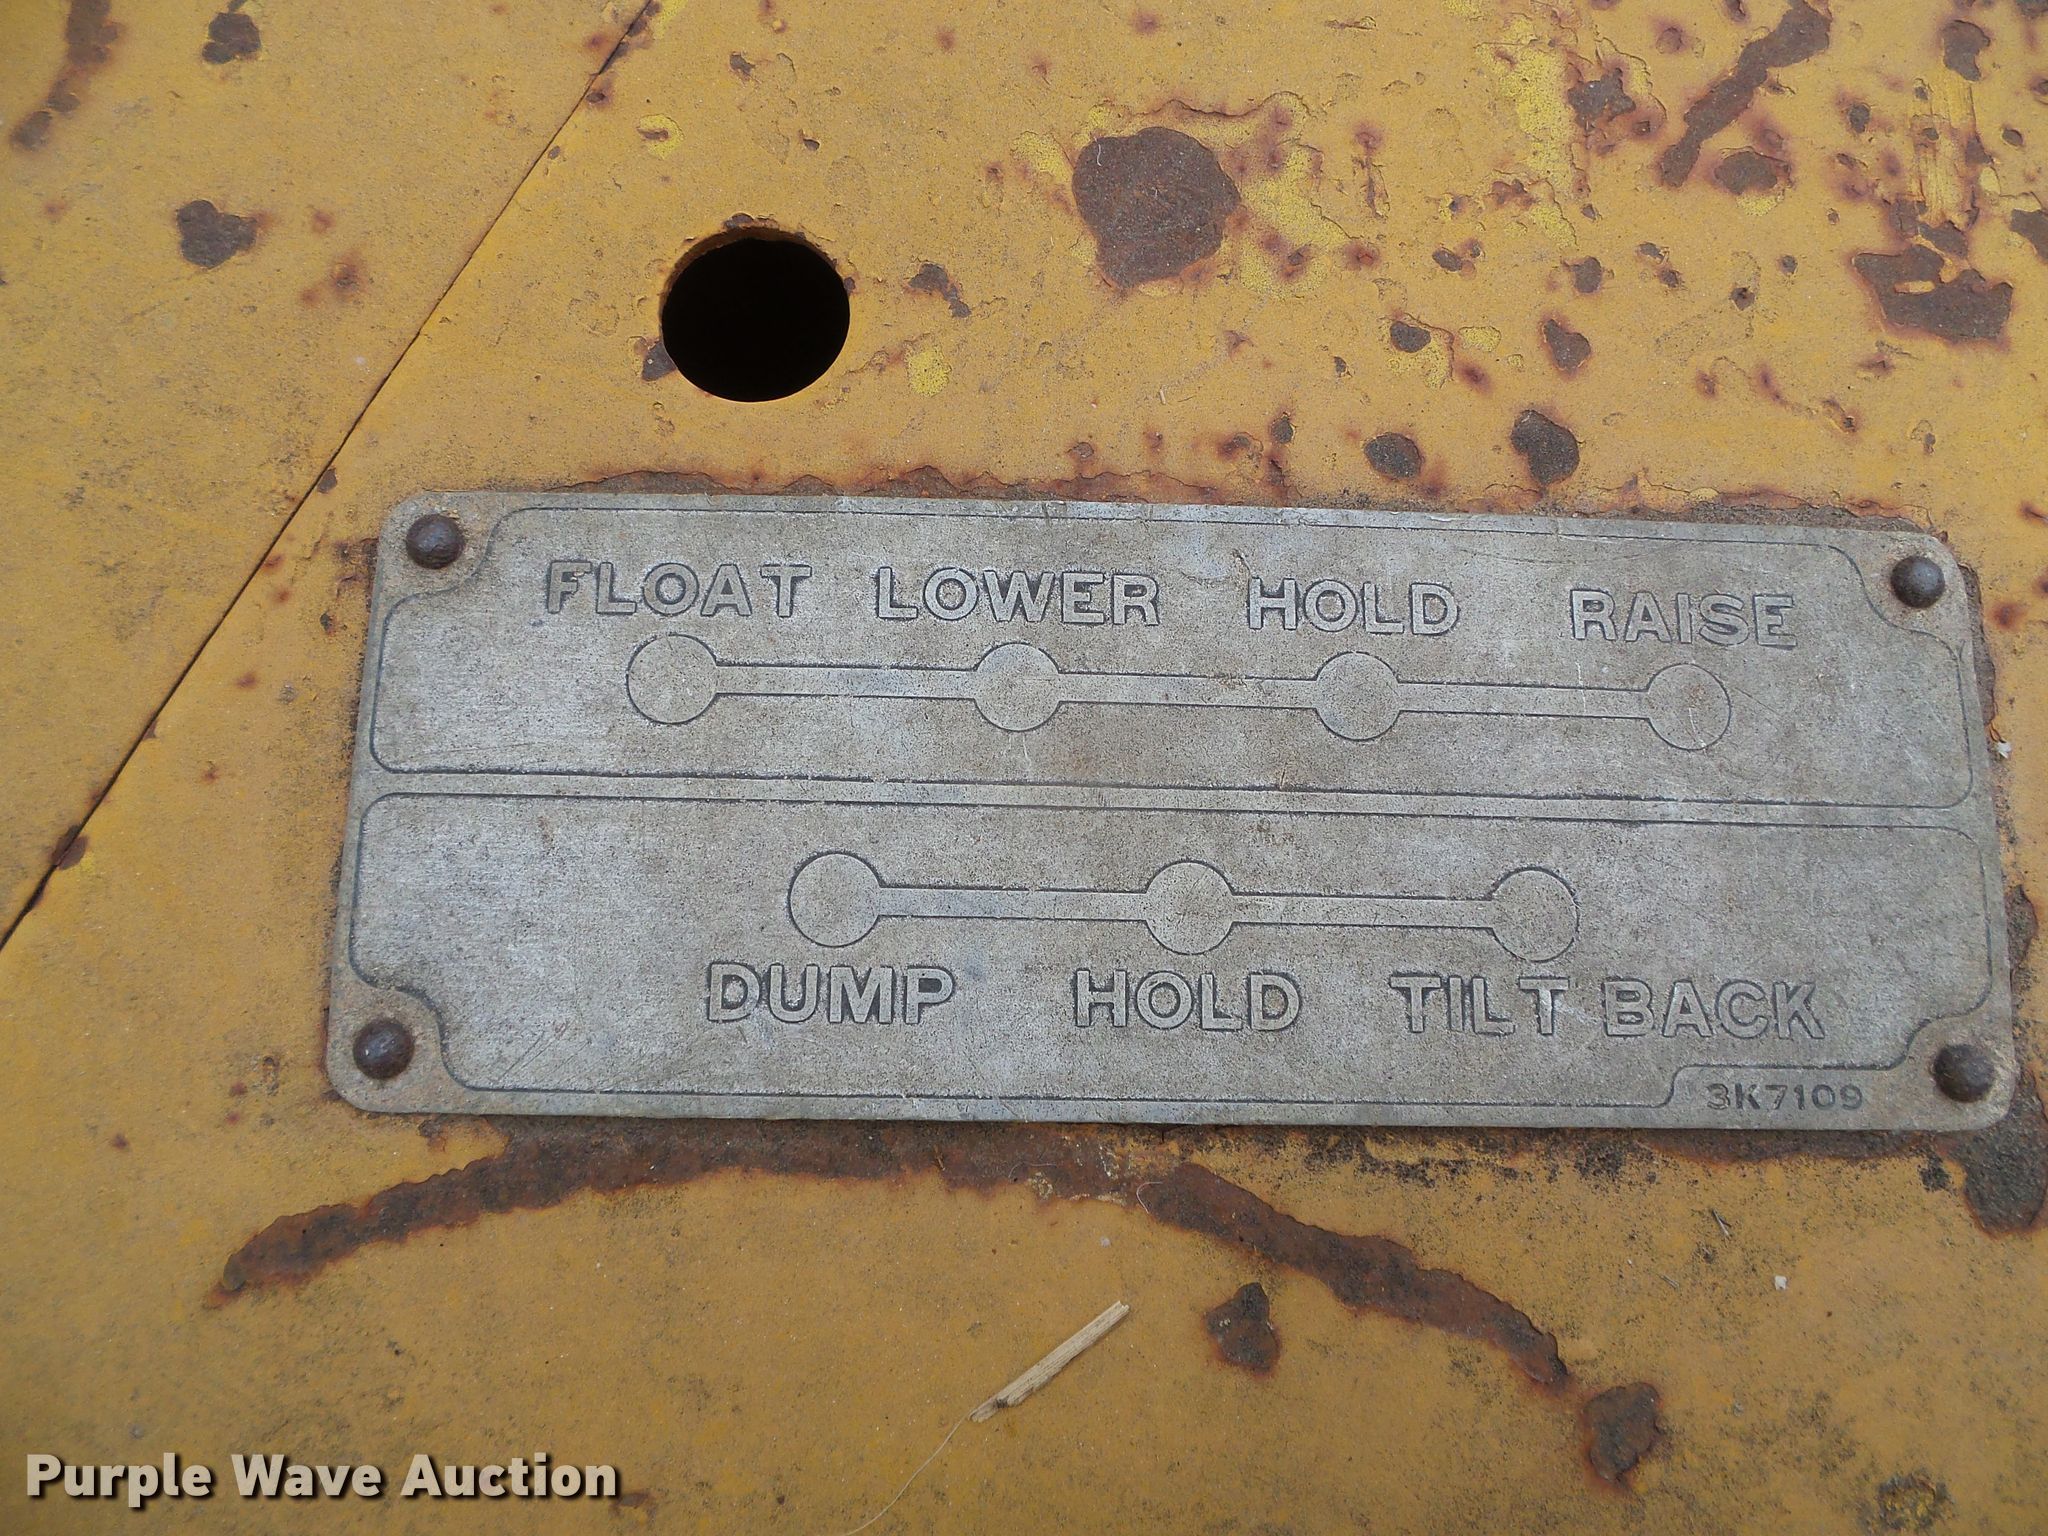 FLOAT LOWER HOLD RAISE
DUMP HOLD TILT BACK
3K7109
Purple Wave Auction